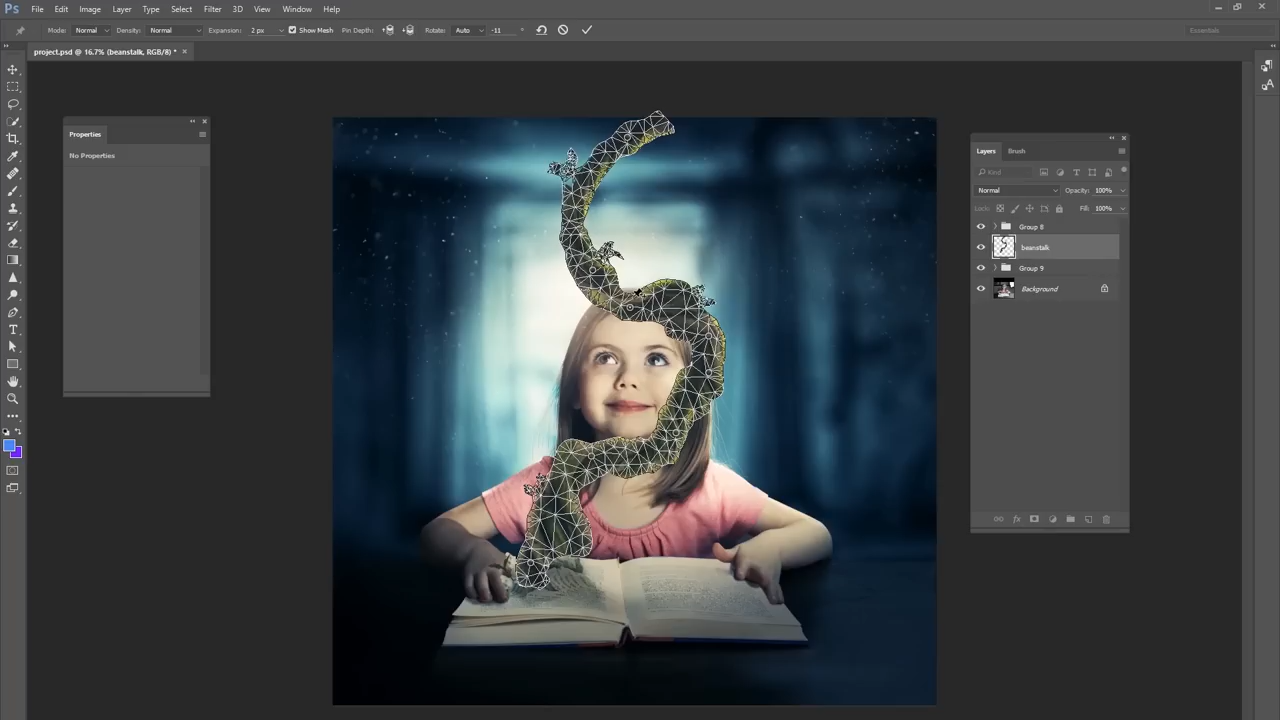 Ps File Edit Image Layer Type Select Filter 3D View Window Help
Mode: Normal Density: Normal Expansion: 2 px Show Mesh Pin Depth: Rotate: Auto -11 ° Essentials
project.psd @ 16.7% (beanstalk, RGB/8) * ×
Properties
No Properties
Layers Brush
Kind
Normal Opacity: 100%
Lock: Fill: 100%
Group 8
beanstalk
Group 9
Background